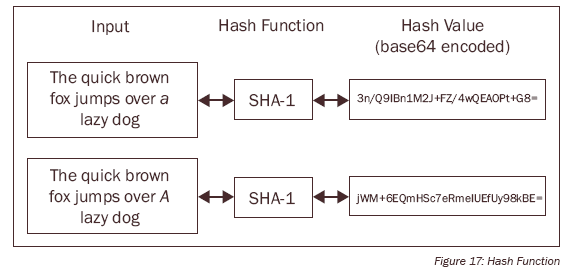 Input
Hash Function
Hash Value
(base64 encoded)
The quick brown
fox jumps over a
lazy dog
SHA-1
3n/Q9IBn1M2J+FZ/4wQEAOPt+G8=
The quick brown
fox jumps over A
lazy dog
SHA-1
jWM+6EQmHSc7eRmeIUEfUy98kBE=
Figure 17: Hash Function